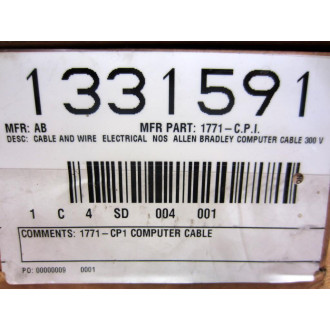 1331591
MFR: AB MFR PART: 1771-C.P.I.
DESC: CABLE AND WIRE ELECTRICAL NOS ALLEN BRADLEY COMPUTER CABLE 300 V
1 C 4 SD 004 001
COMMENTS: 1771-CP1 COMPUTER CABLE
PO: 00000009 0001